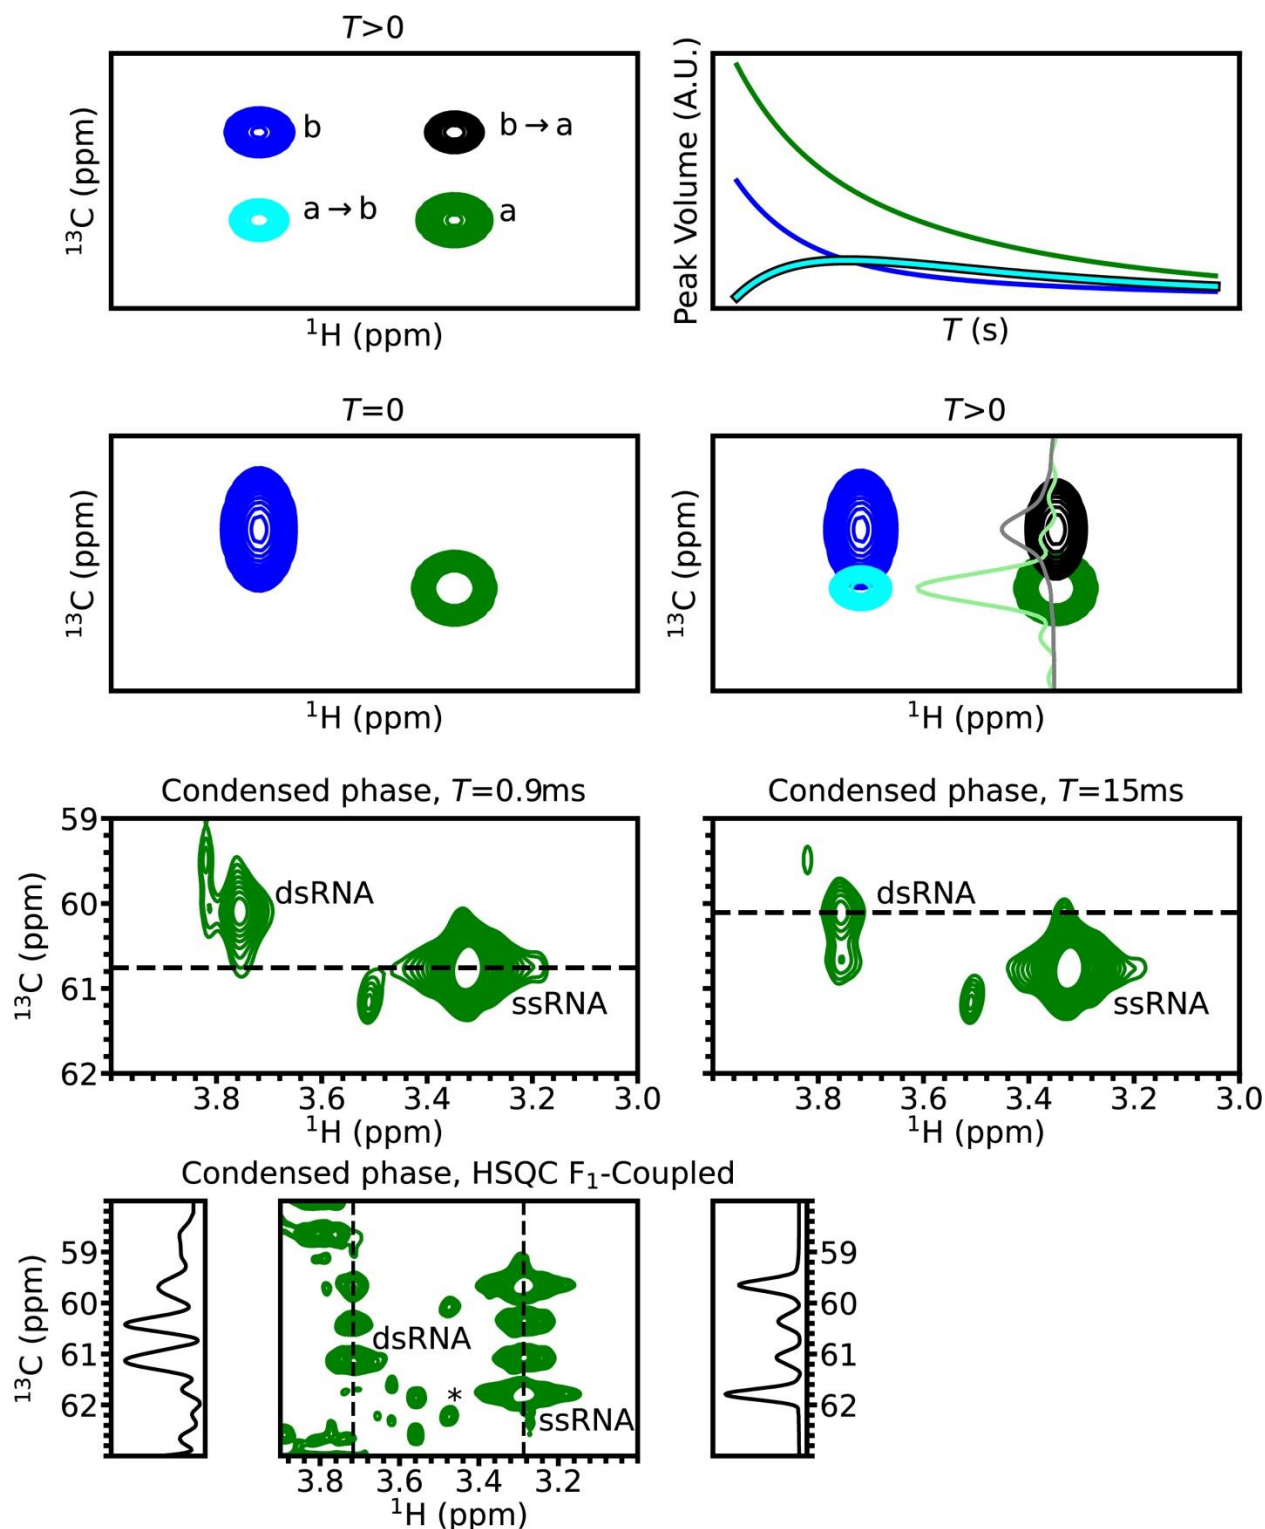 T>0
¹³C (ppm)
b
b → a
a → b
a
¹H (ppm)
Peak Volume (A.U.)
T (s)
T=0
¹³C (ppm)
¹H (ppm)
T>0
¹³C (ppm)
¹H (ppm)
Condensed phase, T=0.9ms
59
60
61
62
¹³C (ppm)
dsRNA
ssRNA
3.8 3.6 3.4 3.2 3.0
¹H (ppm)
Condensed phase, T=15ms
dsRNA
ssRNA
3.8 3.6 3.4 3.2 3.0
¹H (ppm)
Condensed phase, HSQC F₁-Coupled
59
60
61
62
¹³C (ppm)
dsRNA
*
ssRNA
3.8 3.6 3.4 3.2
¹H (ppm)
59
60
61
62